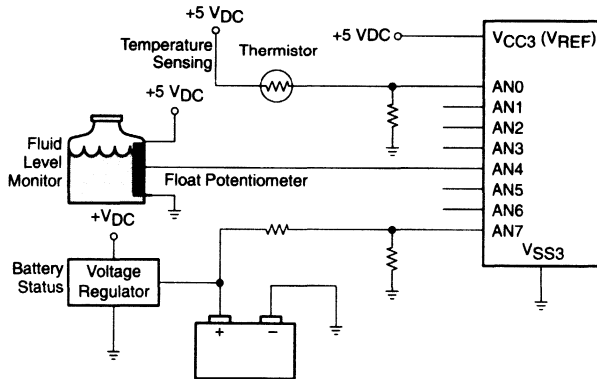 +5 VDC
Temperature
Sensing
Thermistor
+5 VDC
VCC3 (VREF)
AN0
AN1
AN2
AN3
AN4
AN5
AN6
AN7
VSS3
+5 VDC
Fluid
Level
Monitor
Float Potentiometer
+VDC
Battery
Status
Voltage
Regulator
+
−